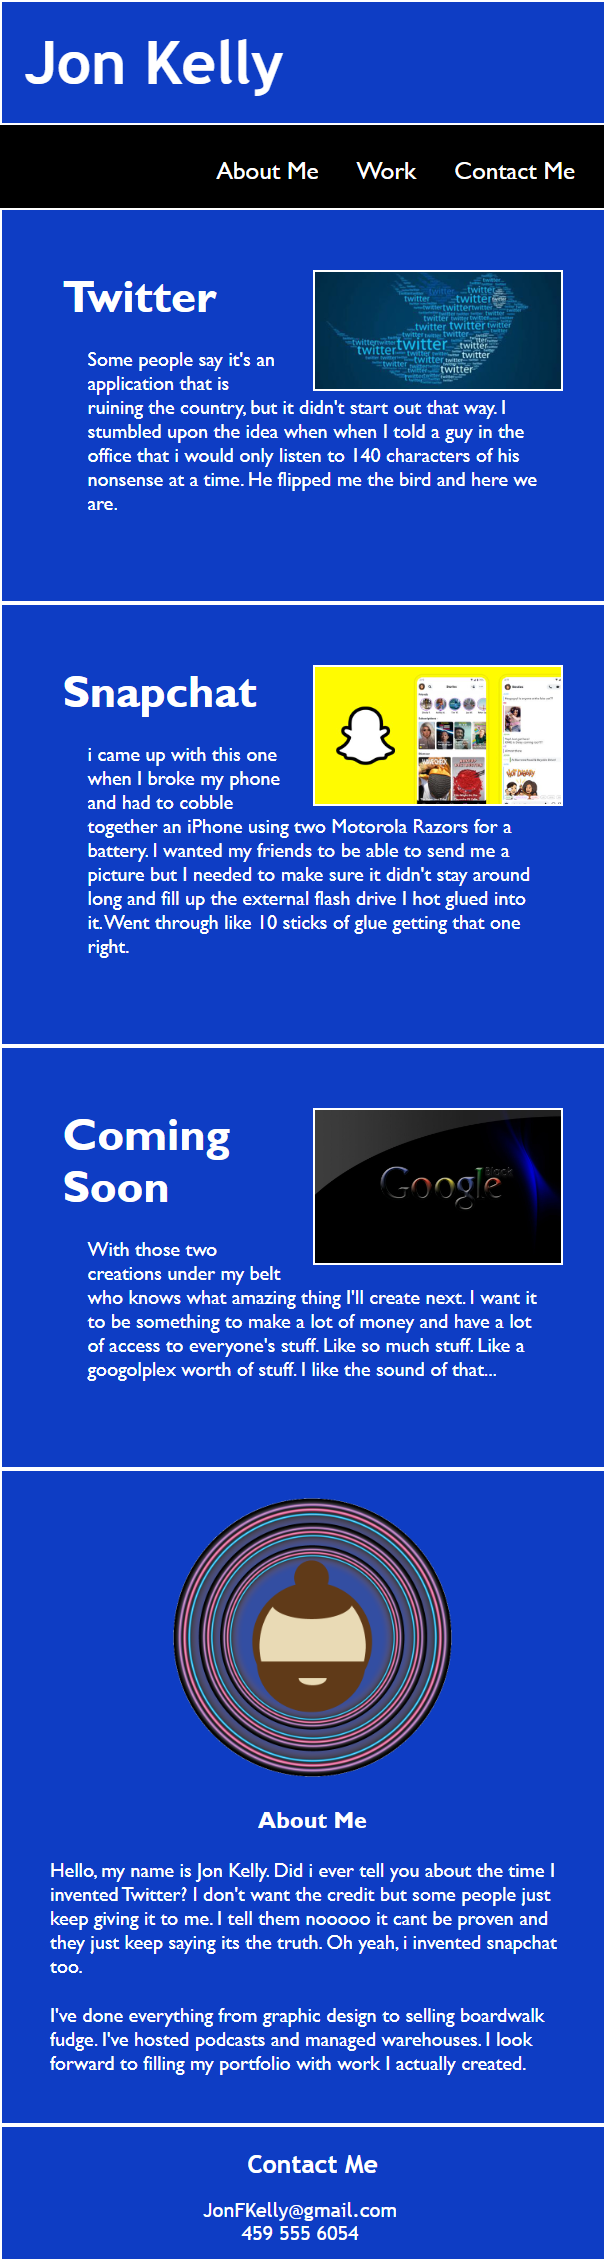 Jon Kelly
About Me Work Contact Me
Twitter
twitter
Some people say it's an
application that is
ruining the country, but it didn't start out that way. I
stumbled upon the idea when when I told a guy in the
office that i would only listen to 140 characters of his
nonsense at a time. He flipped me the bird and here we
are.
Snapchat
i came up with this one
when I broke my phone
and had to cobble
together an iPhone using two Motorola Razors for a
battery. I wanted my friends to be able to send me a
picture but I needed to make sure it didn't stay around
long and fill up the external flash drive I hot glued into
it. Went through like 10 sticks of glue getting that one
right.
Coming
Soon
Google
Black
With those two
creations under my belt
who knows what amazing thing I'll create next. I want it
to be something to make a lot of money and have a lot
of access to everyone's stuff. Like so much stuff. Like a
googolplex worth of stuff. I like the sound of that...
About Me
Hello, my name is Jon Kelly. Did i ever tell you about the time I
invented Twitter? I don't want the credit but some people just
keep giving it to me. I tell them nooooo it cant be proven and
they just keep saying its the truth. Oh yeah, i invented snapchat
too.
I've done everything from graphic design to selling boardwalk
fudge. I've hosted podcasts and managed warehouses. I look
forward to filling my portfolio with work I actually created.
Contact Me
JonFKelly@gmail.com
459 555 6054